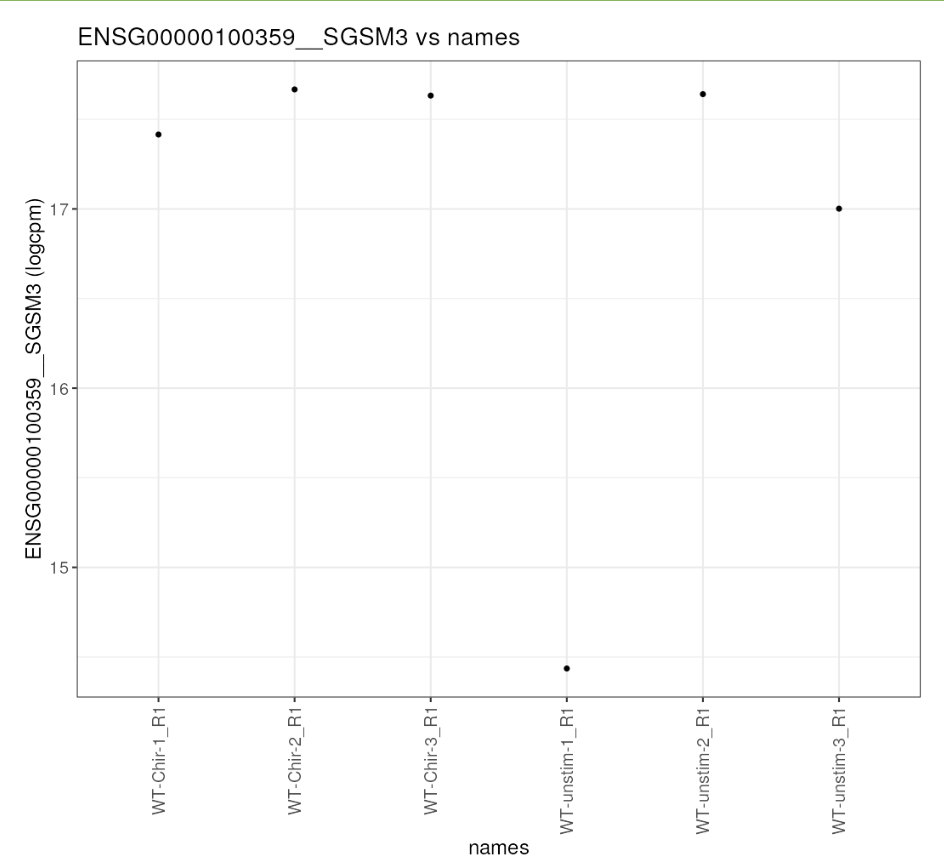 ENSG00000100359__SGSM3 vs names
ENSG00000100359__SGSM3 (logcpm)
17
16
15
WT-Chir-1_R1
WT-Chir-2_R1
WT-Chir-3_R1
WT-unstim-1_R1
WT-unstim-2_R1
WT-unstim-3_R1
names